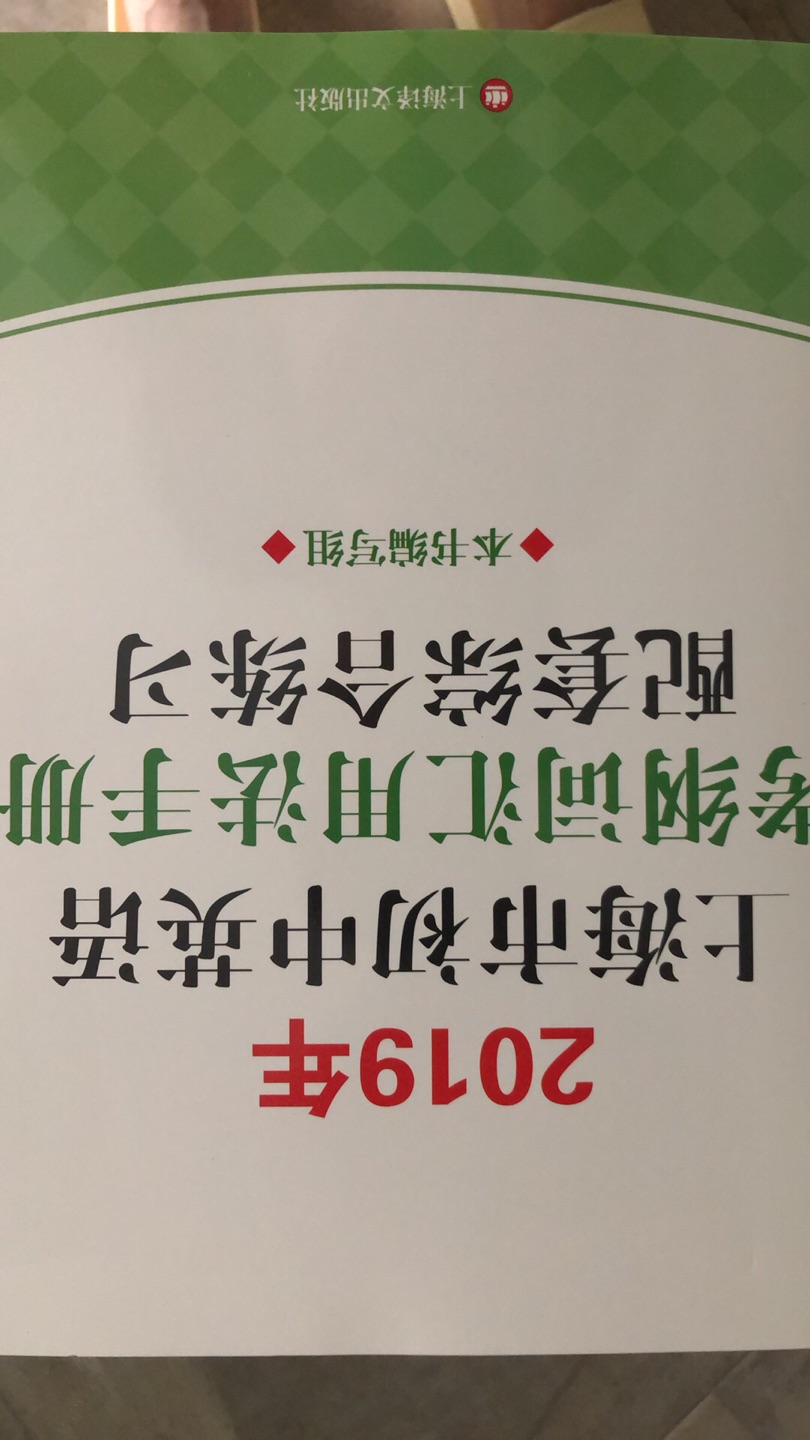 2019年
上海市初中英语
考纲词汇用法手册
配套综合练习
◆本书编写组◆
上海译文出版社